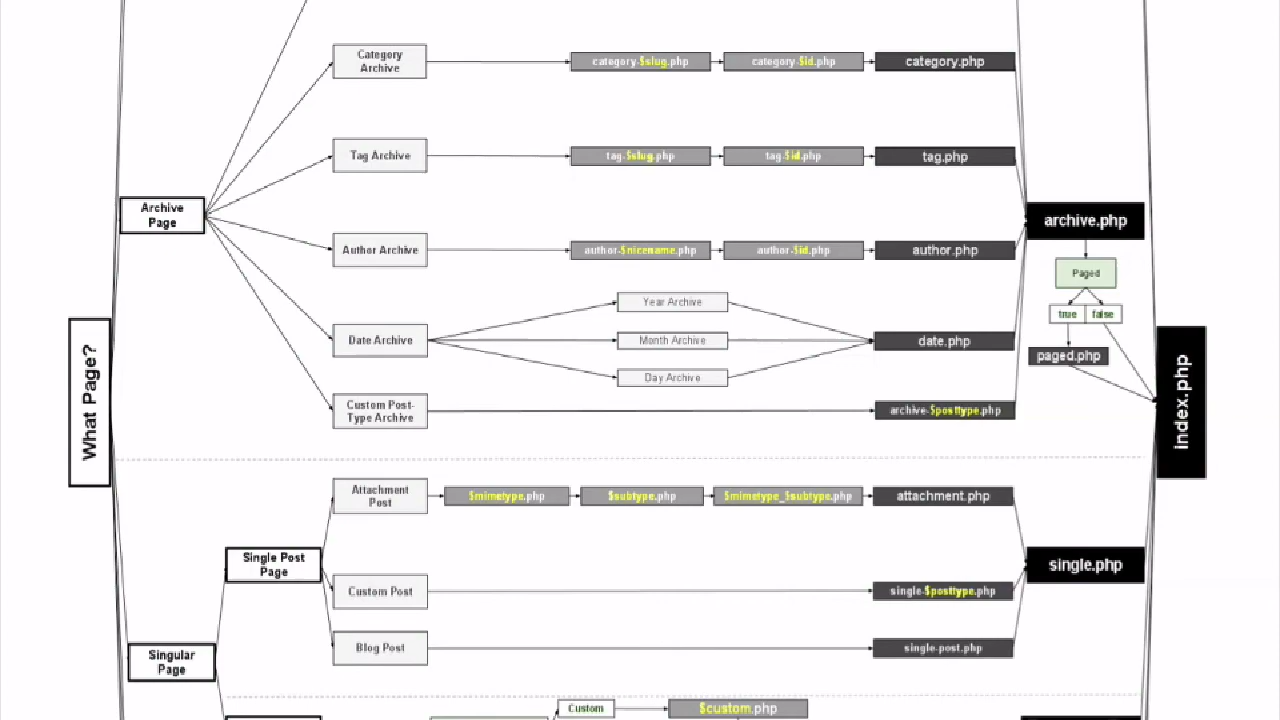 Category
Archive
category-$slug.php
category-$id.php
category.php
Tag Archive
tag-$slug.php
tag-$id.php
tag.php
Archive
Page
archive.php
Author Archive
author-$nicename.php
author-$id.php
author.php
Paged
true
false
paged.php
Year Archive
Date Archive
Month Archive
date.php
Day Archive
What Page?
index.php
Custom Post-
Type Archive
archive-$posttype.php
Attachment
Post
$mimetype.php
$subtype.php
$mimetype_$subtype.php
attachment.php
Single Post
Page
single.php
Custom Post
single-$posttype.php
Blog Post
single-post.php
Singular
Page
Custom
$custom.php